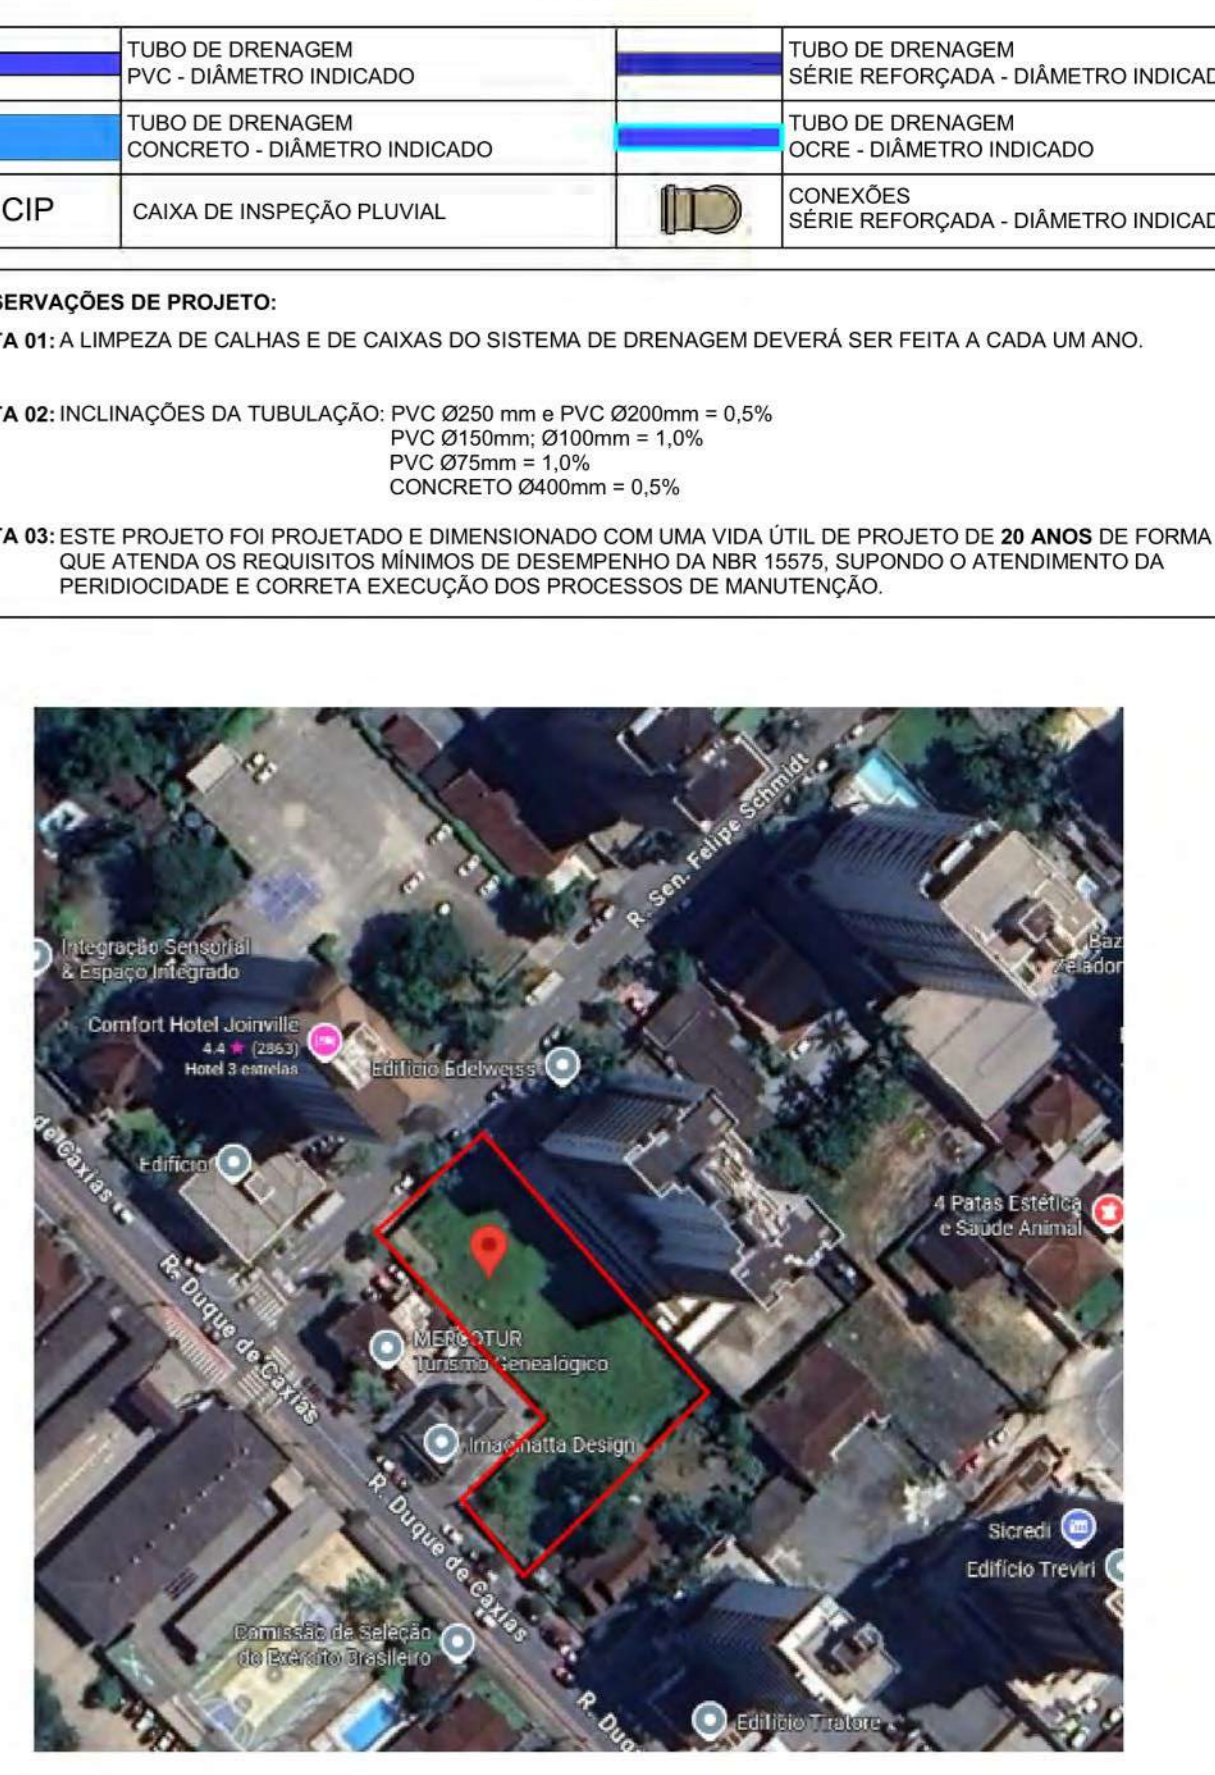 TUBO DE DRENAGEM
PVC - DIÂMETRO INDICADO
TUBO DE DRENAGEM
SÉRIE REFORÇADA - DIÂMETRO INDICAD
TUBO DE DRENAGEM
CONCRETO - DIÂMETRO INDICADO
TUBO DE DRENAGEM
OCRE - DIÂMETRO INDICADO
CIP
CAIXA DE INSPEÇÃO PLUVIAL
CONEXÕES
SÉRIE REFORÇADA - DIÂMETRO INDICAD
SERVAÇÕES DE PROJETO:
TA 01: A LIMPEZA DE CALHAS E DE CAIXAS DO SISTEMA DE DRENAGEM DEVERÁ SER FEITA A CADA UM ANO.
TA 02: INCLINAÇÕES DA TUBULAÇÃO: PVC Ø250 mm e PVC Ø200mm = 0,5%
PVC Ø150mm; Ø100mm = 1,0%
PVC Ø75mm = 1,0%
CONCRETO Ø400mm = 0,5%
TA 03: ESTE PROJETO FOI PROJETADO E DIMENSIONADO COM UMA VIDA ÚTIL DE PROJETO DE 20 ANOS DE FORMA
QUE ATENDA OS REQUISITOS MÍNIMOS DE DESEMPENHO DA NBR 15575, SUPONDO O ATENDIMENTO DA
PERIDIOCIDADE E CORRETA EXECUÇÃO DOS PROCESSOS DE MANUTENÇÃO.
R. Sen. Felipe Schmidt
Integração Sensorial
& Espaço Integrado
Baz
Zelador
Comfort Hotel Joinville
4.4 ★ (2863)
Hotel 3 estrelas
Edifício Edelweiss
de Caxias
Edifício
4 Patas Estética
e Saúde Animal
R. Duque de Caxias
MERCOTUR
Turismo Genealógico
Imaginatta Design
R. Duque de Caxias
Sicredi
Edifício Treviri
Comissão de Seleção
do Exército Brasileiro
R. Duq
Edifício Tiratore